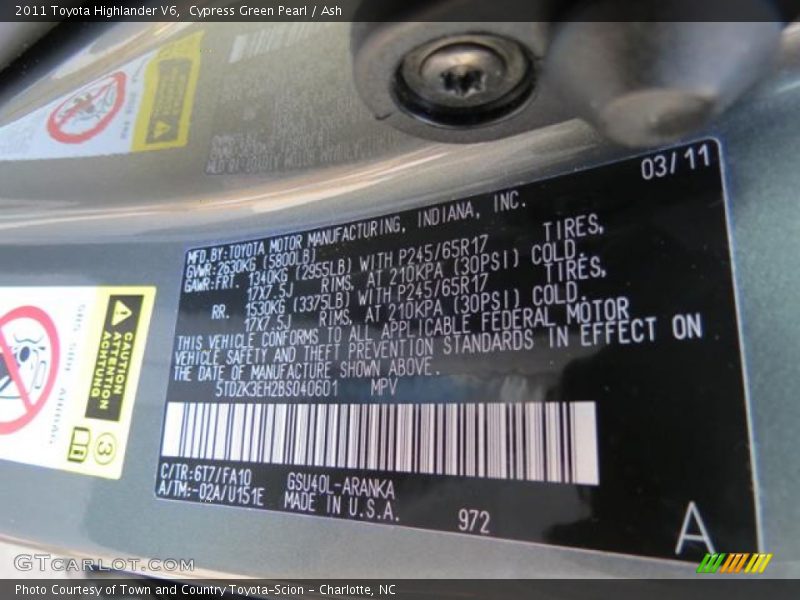 2011 Toyota Highlander V6,  Cypress Green Pearl / Ash
03/11
MFD.BY:TOYOTA MOTOR MANUFACTURING, INDIANA, INC.
GVWR:2630KG (5800LB)
GAWR:FRT. 1340KG (2955LB) WITH P245/65R17 TIRES,
17X7.5J RIMS, AT 210KPA (30PSI) COLD.
RR. 1530KG (3375LB) WITH P245/65R17 TIRES,
17X7.5J RIMS, AT 210KPA (30PSI) COLD.
THIS VEHICLE CONFORMS TO ALL APPLICABLE FEDERAL MOTOR
VEHICLE SAFETY AND THEFT PREVENTION STANDARDS IN EFFECT ON
THE DATE OF MANUFACTURE SHOWN ABOVE.
5TDZK3EH2BS040601 MPV
C/TR:6T7/FA10
A/TM:-02A/U151E
GSU40L-ARANKA
MADE IN U.S.A.
972
A
CAUTION
ATTENTION
ACHTUNG
SRS SIDE AIRBAG
3
GTCARLOT.COM
Photo Courtesy of Town and Country Toyota-Scion – Charlotte, NC